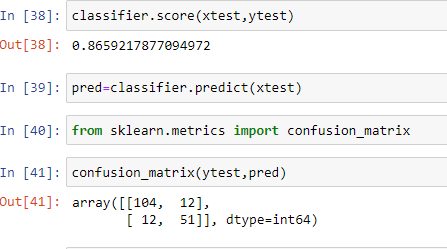 In [38]: classifier.score(xtest,ytest)
Out[38]: 0.8659217877094972
In [39]: pred=classifier.predict(xtest)
In [40]: from sklearn.metrics import confusion_matrix
In [41]: confusion_matrix(ytest,pred)
Out[41]: array([[104,  12],
       [ 12,  51]], dtype=int64)